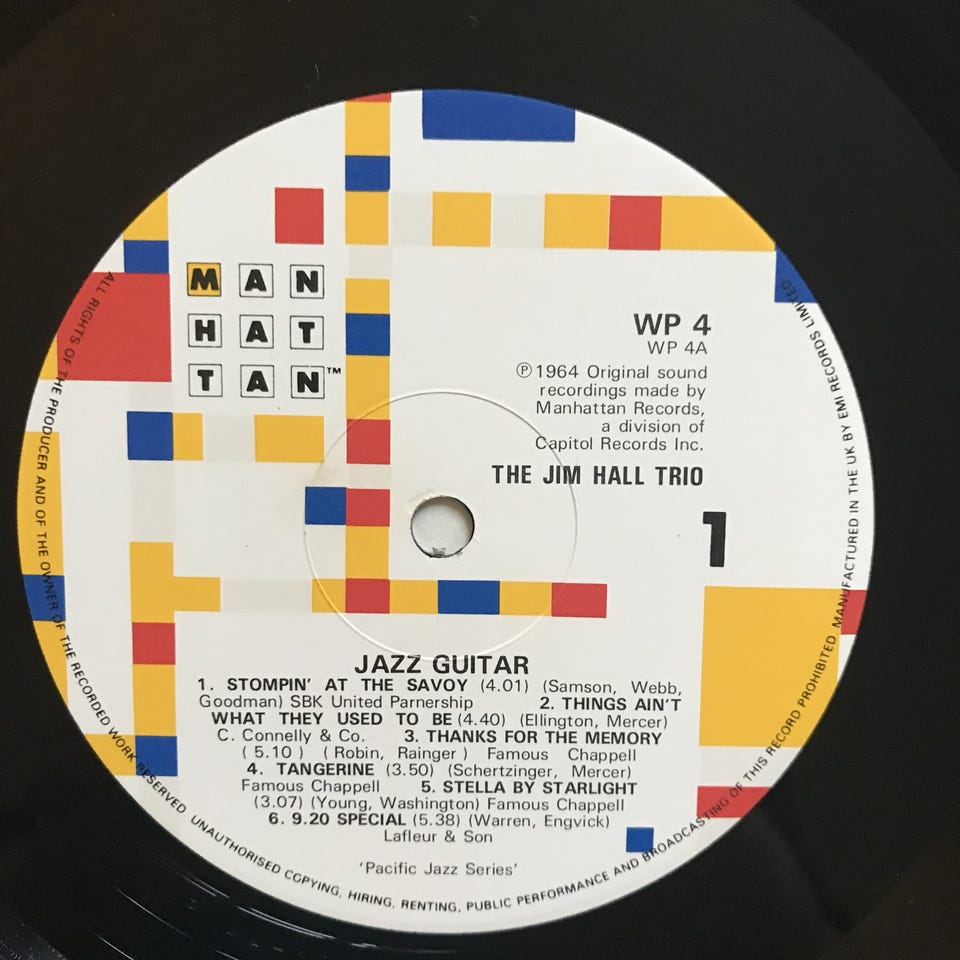 MAN
HAT
TAN™
WP 4
WP 4A
℗1964 Original sound
recordings made by
Manhattan Records,
a division of
Capitol Records Inc.
THE JIM HALL TRIO
1
JAZZ GUITAR
1. STOMPIN' AT THE SAVOY (4.01) (Samson, Webb,
Goodman) SBK United Parnership 2. THINGS AIN'T
WHAT THEY USED TO BE (4.40) (Ellington, Mercer)
C. Connelly & Co. 3. THANKS FOR THE MEMORY
(5.10) (Robin, Rainger) Famous Chappell
4. TANGERINE (3.50) (Schertzinger, Mercer)
Famous Chappell 5. STELLA BY STARLIGHT
(3.07) (Young, Washington) Famous Chappell
6. 9.20 SPECIAL (5.38) (Warren, Engvick)
Lafleur & Son
'Pacific Jazz Series'
ALL RIGHTS OF THE PRODUCER AND OF THE OWNER OF THE RECORDED WORK RESERVED UNAUTHORISED COPYING, HIRING, RENTING, PUBLIC PERFORMANCE AND BROADCASTING OF THIS RECORD PROHIBITED MANUFACTURED IN THE UK BY EMI RECORDS LIMITED